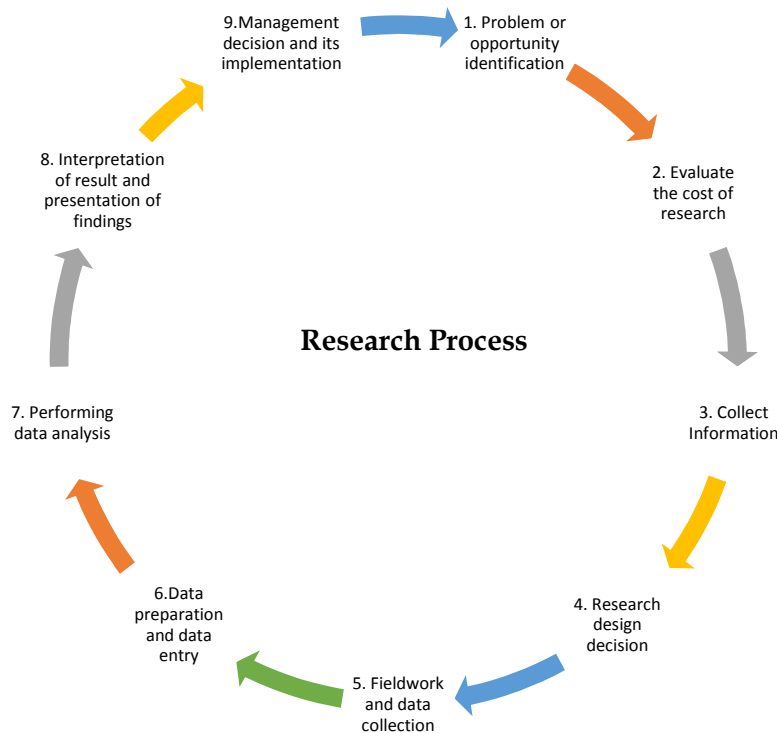 9.Management
decision and its
implementation
1. Problem or
opportunity
identification
2. Evaluate
the cost of
research
3. Collect
Information
4. Research
design
decision
5. Fieldwork
and data
collection
6.Data
preparation
and data
entry
7. Performing
data analysis
8. Interpretation
of result and
presentation of
findings
Research Process